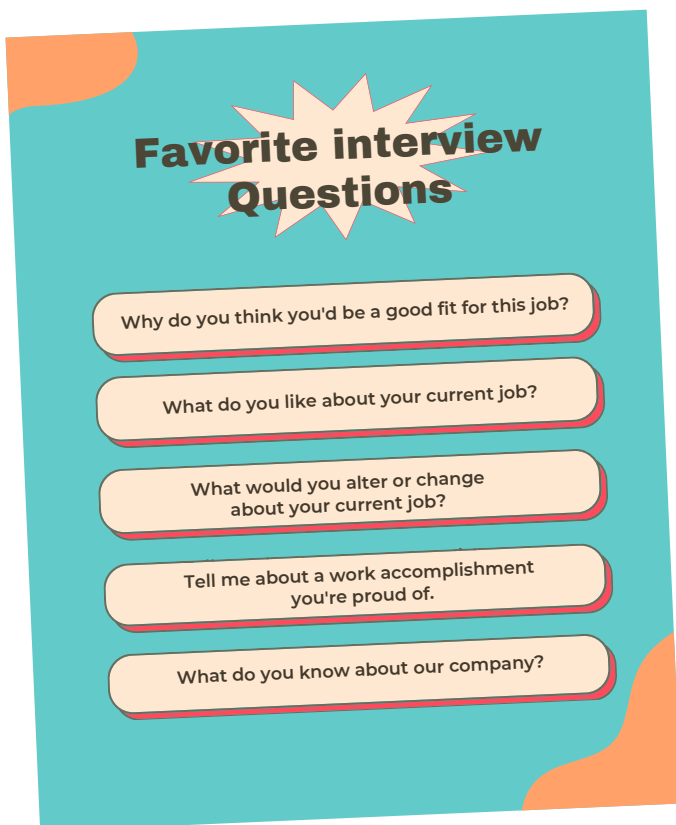 Favorite interview
Questions
Why do you think you'd be a good fit for this job?
What do you like about your current job?
What would you alter or change
about your current job?
Tell me about a work accomplishment
you're proud of.
What do you know about our company?